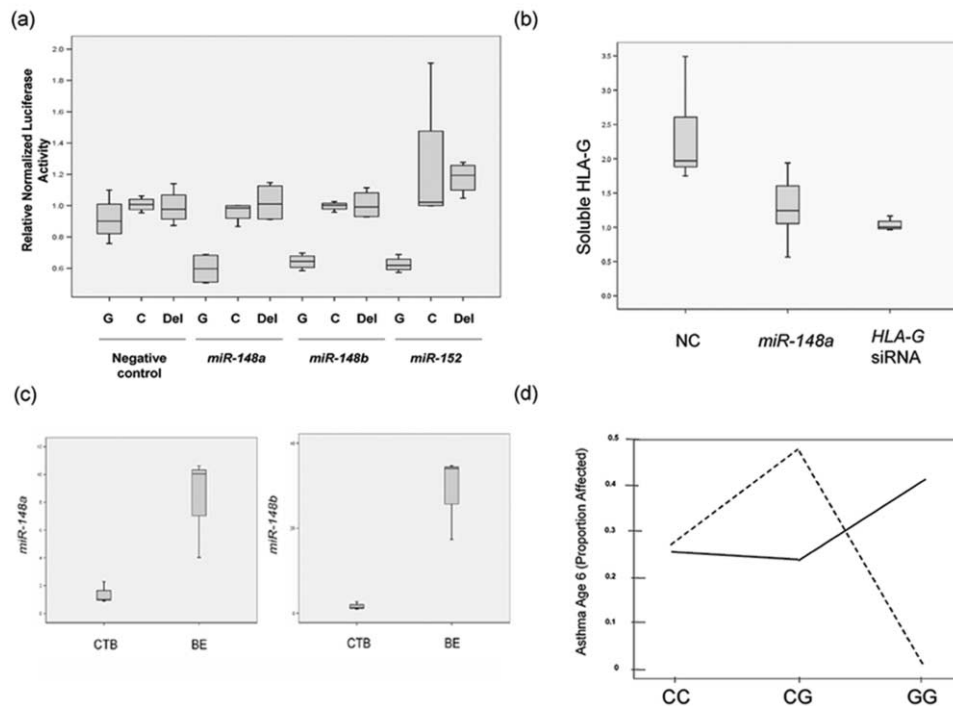 (a)
Relative Normalized Luciferase
Activity
2.0
1.8
1.6
1.4
1.2
1.0
0.8
0.6
G C Del G C Del G C Del G C Del
Negative
control
miR-148a
miR-148b
miR-152
(b)
Soluble HLA-G
3.5
3.0
2.5
2.0
1.5
1.0
0.5
0.0
NC
miR-148a
HLA-G
siRNA
(c)
miR-148a
CTB
BE
miR-148b
CTB
BE
(d)
Asthma Age 6 (Proportion Affected)
0.5
0.4
0.3
0.2
0.1
0
CC
CG
GG